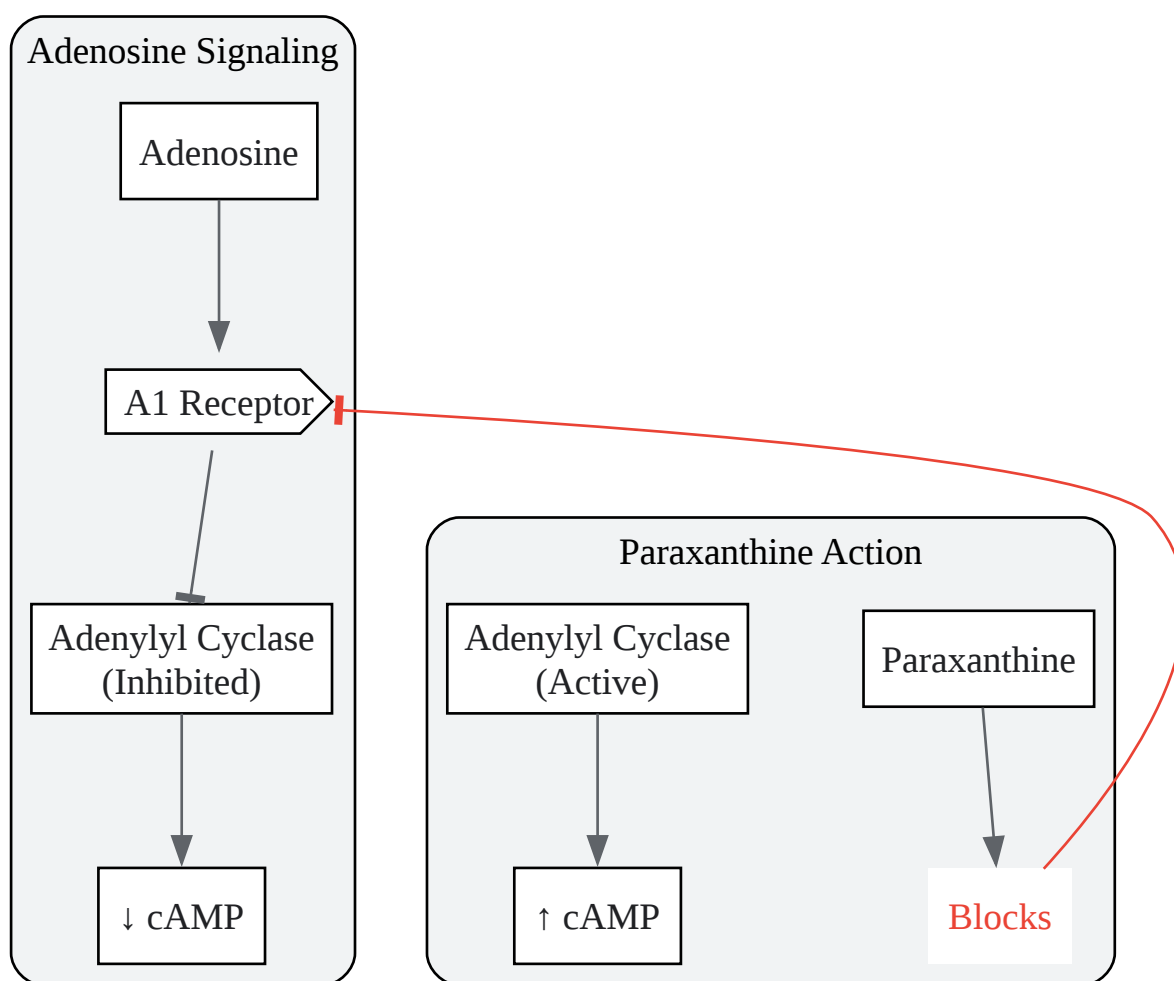 Adenosine Signaling
Adenosine
A1 Receptor
Adenylyl Cyclase
(Inhibited)
↓ cAMP
Paraxanthine Action
Adenylyl Cyclase
(Active)
↑ cAMP
Paraxanthine
Blocks